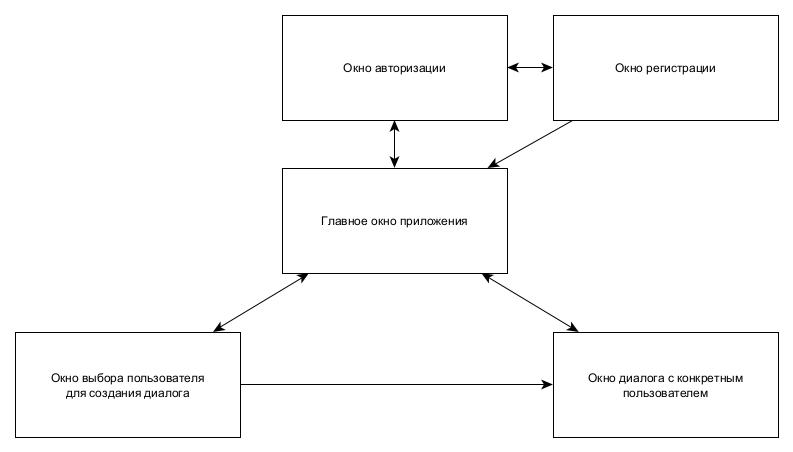 Окно авторизации
Окно регистрации
Главное окно приложения
Окно выбора пользователя
для создания диалога
Окно диалога с конкретным
пользователем